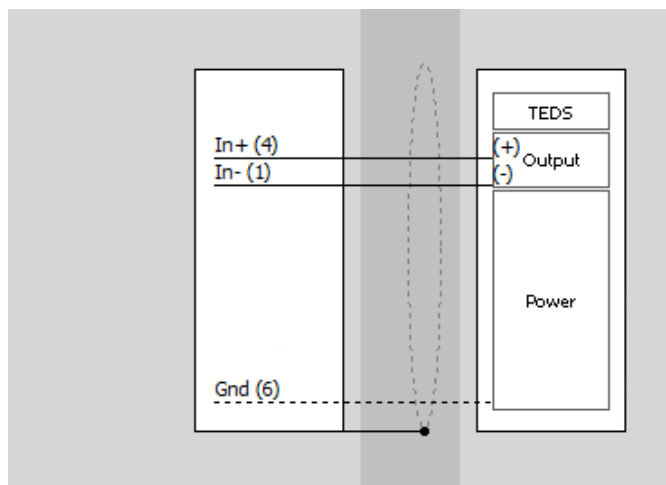 TEDS
In+ (4)
(+)
Output
In- (1)
(-)
Power
Gnd (6)